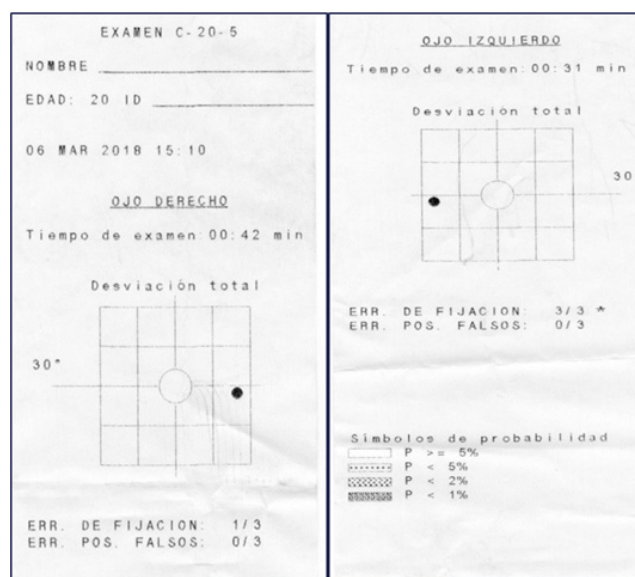 EXAMEN C-20-5
NOMBRE
EDAD: 20 ID
06 MAR 2018 15:10
OJO DERECHO
Tiempo de examen:00:42 min
Desviación total
30°
ERR. DE FIJACION: 1/3
ERR. POS. FALSOS: 0/3
OJO IZQUIERDO
Tiempo de examen:00:31 min
Desviación total
30
ERR. DE FIJACION: 3/3 *
ERR. POS. FALSOS: 0/3
Símbolos de probabilidad
P >= 5%
P < 5%
P < 2%
P < 1%